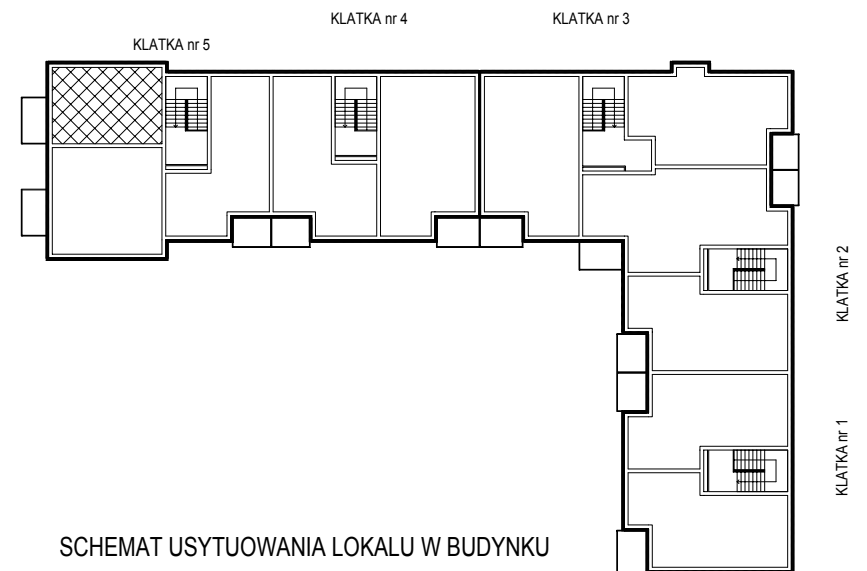 KLATKA nr 4
KLATKA nr 3
KLATKA nr 5
KLATKA nr 2
KLATKA nr 1
SCHEMAT USYTUOWANIA LOKALU W BUDYNKU